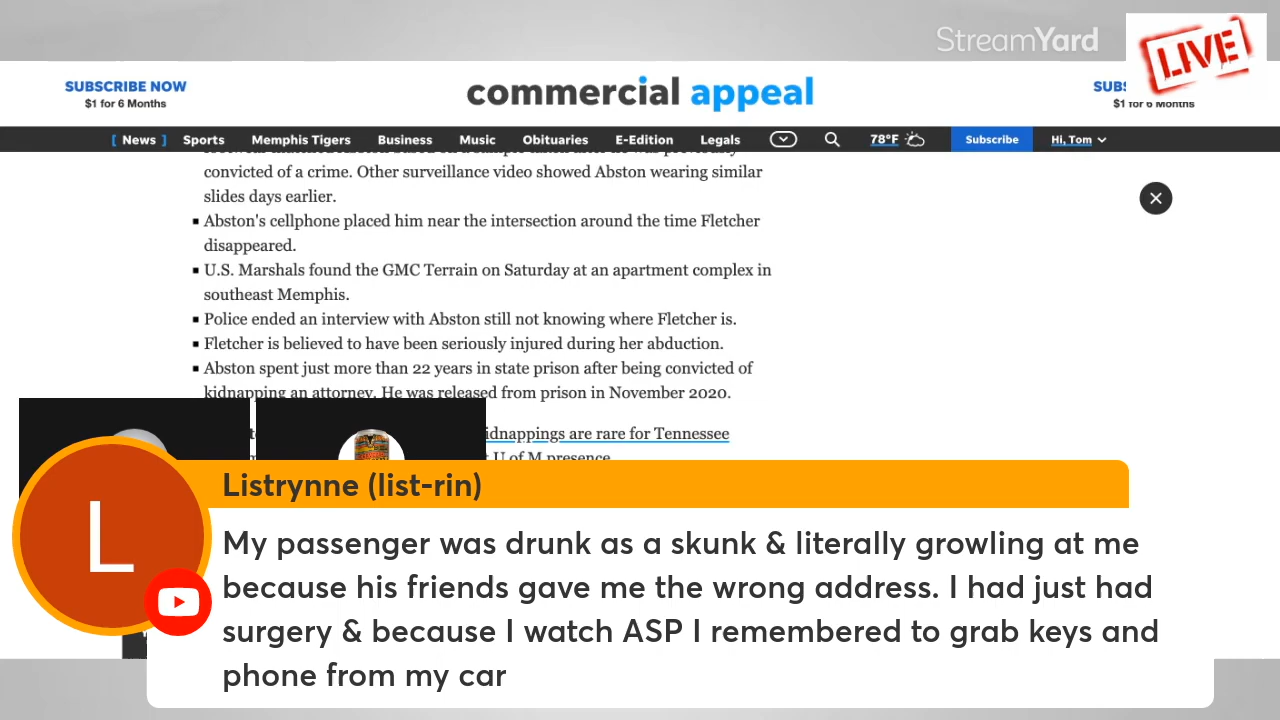 StreamYard
LIVE
SUBSCRIBE NOW
$1 for 6 Months
commercial appeal
SUBS
$1 for 6 Months
[ News ] Sports Memphis Tigers Business Music Obituaries E-Edition Legals 78°F Subscribe Hi, Tom
convicted of a crime. Other surveillance video showed Abston wearing similar
slides days earlier.
Abston's cellphone placed him near the intersection around the time Fletcher
disappeared.
U.S. Marshals found the GMC Terrain on Saturday at an apartment complex in
southeast Memphis.
Police ended an interview with Abston still not knowing where Fletcher is.
Fletcher is believed to have been seriously injured during her abduction.
Abston spent just more than 22 years in state prison after being convicted of
kidnapping an attorney. He was released from prison in November 2020.
idnappings are rare for Tennessee
U of M presence
L
Listrynne (list-rin)
My passenger was drunk as a skunk & literally growling at me
because his friends gave me the wrong address. I had just had
surgery & because I watch ASP I remembered to grab keys and
phone from my car